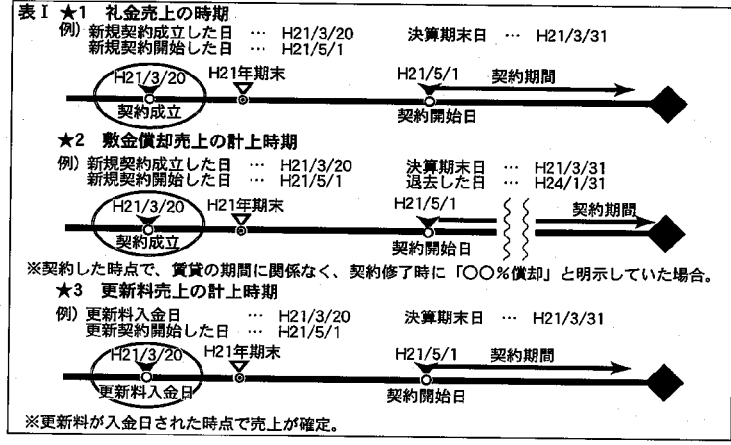 表Ⅰ ★1 礼金売上の時期
例）新規契約成立した日 … H21/3/20 決算期末日 … H21/3/31
新規契約開始した日 … H21/5/1
H21/3/20 H21年期末 H21/5/1 契約期間
契約成立 契約開始日
★2 敷金償却売上の計上時期
例）新規契約成立した日 … H21/3/20 決算期末日 … H21/3/31
新規契約開始した日 … H21/5/1 退去した日 … H24/1/31
H21/3/20 H21年期末 H21/5/1 契約期間
契約成立 契約開始日
※契約した時点で、賃貸の期間に関係なく、契約修了時に「〇〇％償却」と明示していた場合。
★3 更新料売上の計上時期
例）更新料入金日 … H21/3/20 決算期末日 … H21/3/31
更新契約開始した日 … H21/5/1
H21/3/20 H21年期末 H21/5/1 契約期間
更新料入金日 契約開始日
※更新料が入金日された時点で売上が確定。